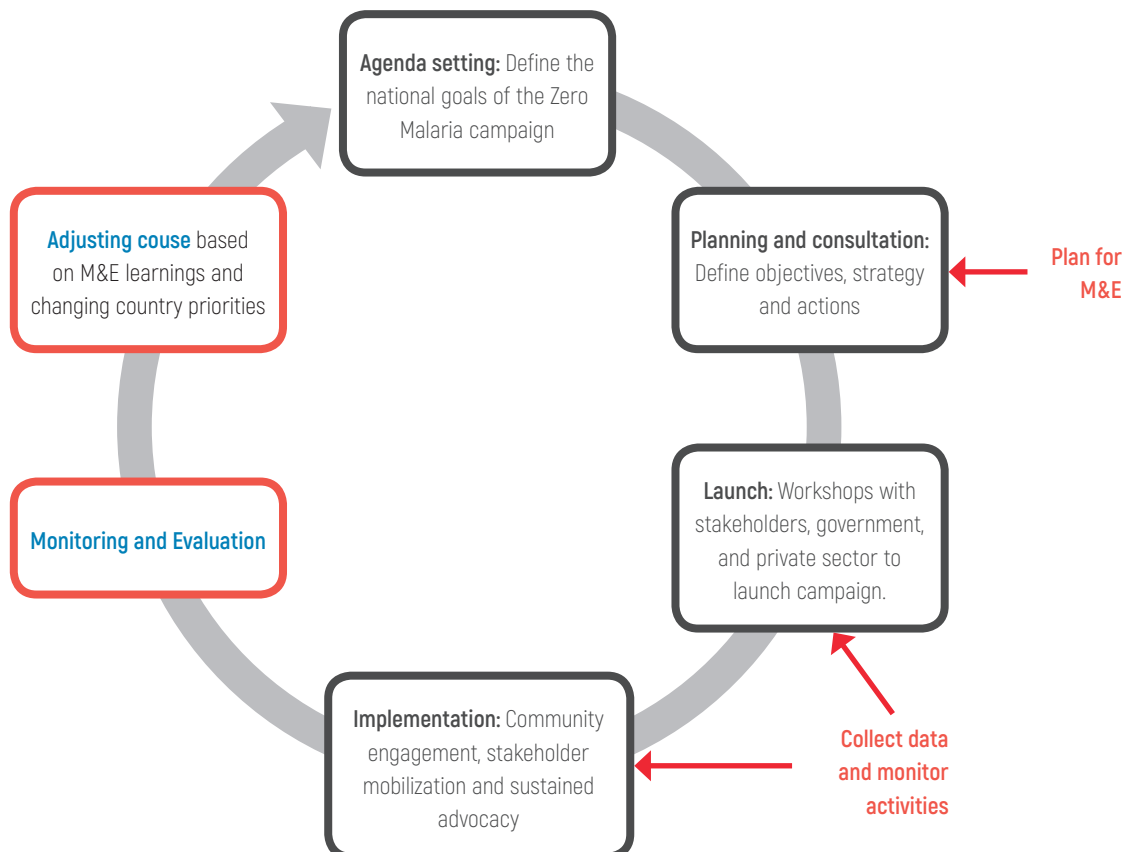 Agenda setting: Define the
national goals of the Zero
Malaria campaign
Planning and consultation:
Define objectives, strategy
and actions
Plan for
M&E
Launch: Workshops with
stakeholders, government,
and private sector to
launch campaign.
Collect data
and monitor
activities
Implementation: Community
engagement, stakeholder
mobilization and sustained
advocacy
Monitoring and Evaluation
Adjusting couse based
on M&E learnings and
changing country priorities